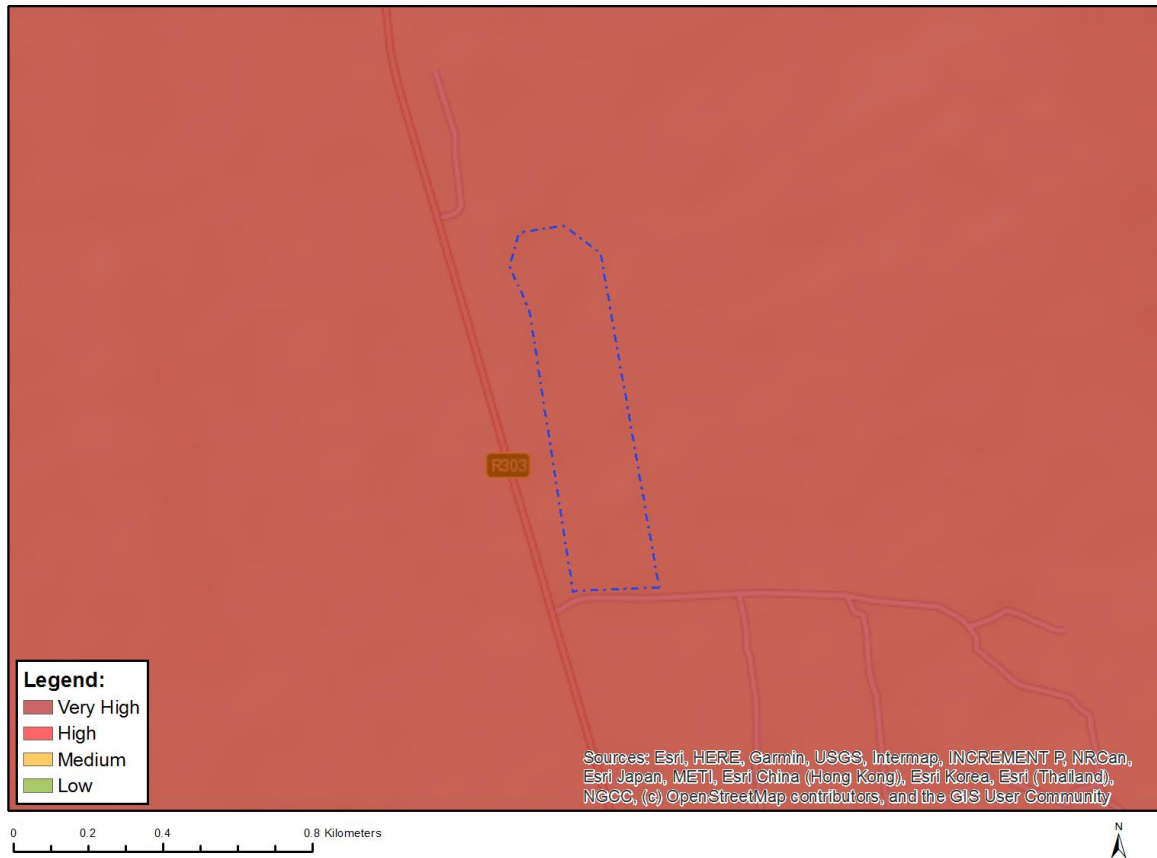 R303
Legend:
Very High
High
Medium
Low
Sources: Esri, HERE, Garmin, USGS, Intermap, INCREMENT P, NRCan,
Esri Japan, METI, Esri China (Hong Kong), Esri Korea, Esri (Thailand),
NGCC, (c) OpenStreetMap contributors, and the GIS User Community
0 0.2 0.4 0.8 Kilometers
N